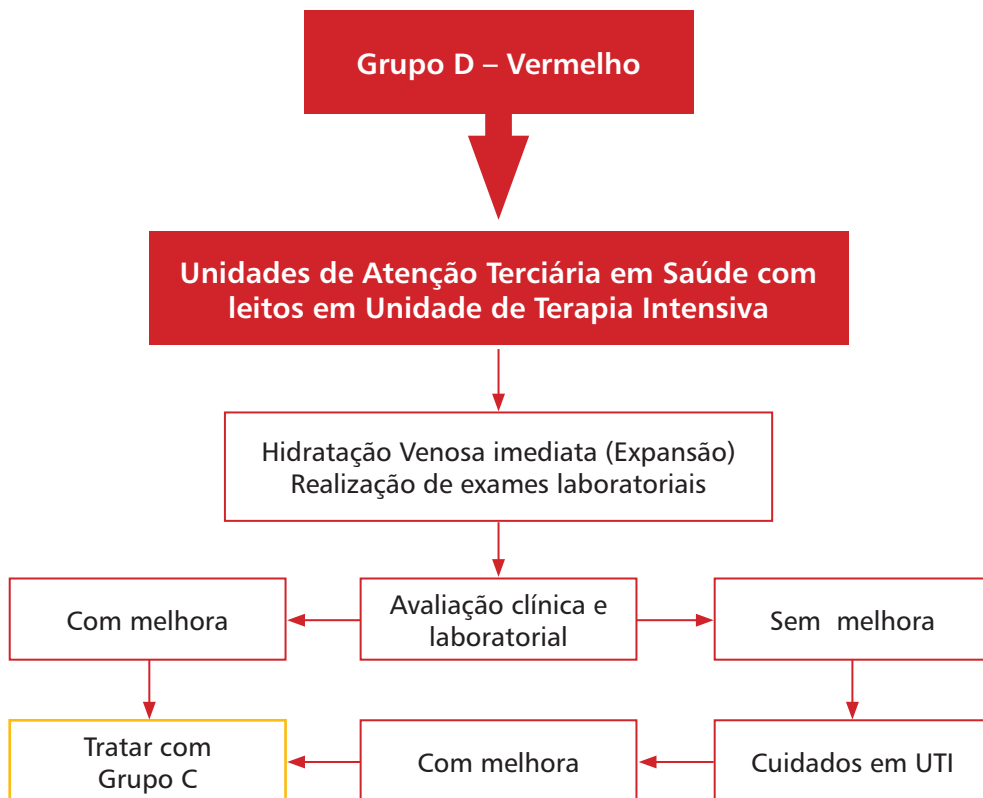 Grupo D – Vermelho
Unidades de Atenção Terciária em Saúde com
leitos em Unidade de Terapia Intensiva
Hidratação Venosa imediata (Expansão)
Realização de exames laboratoriais
Com melhora
Avaliação clínica e
laboratorial
Sem melhora
Tratar com
Grupo C
Com melhora
Cuidados em UTI